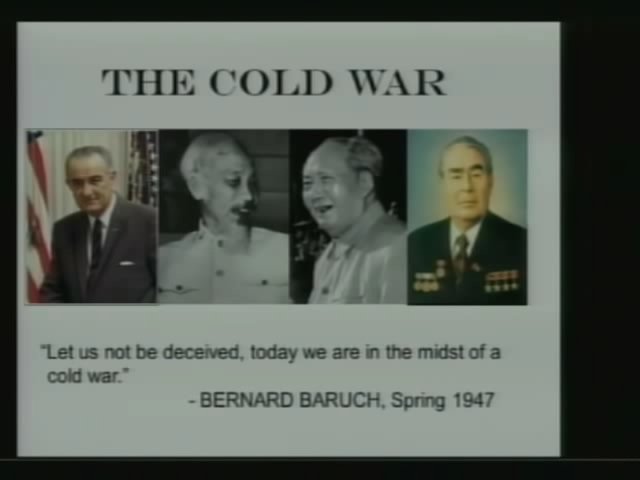 THE COLD WAR
“Let us not be deceived, today we are in the midst of a
cold war.”
- BERNARD BARUCH, Spring 1947